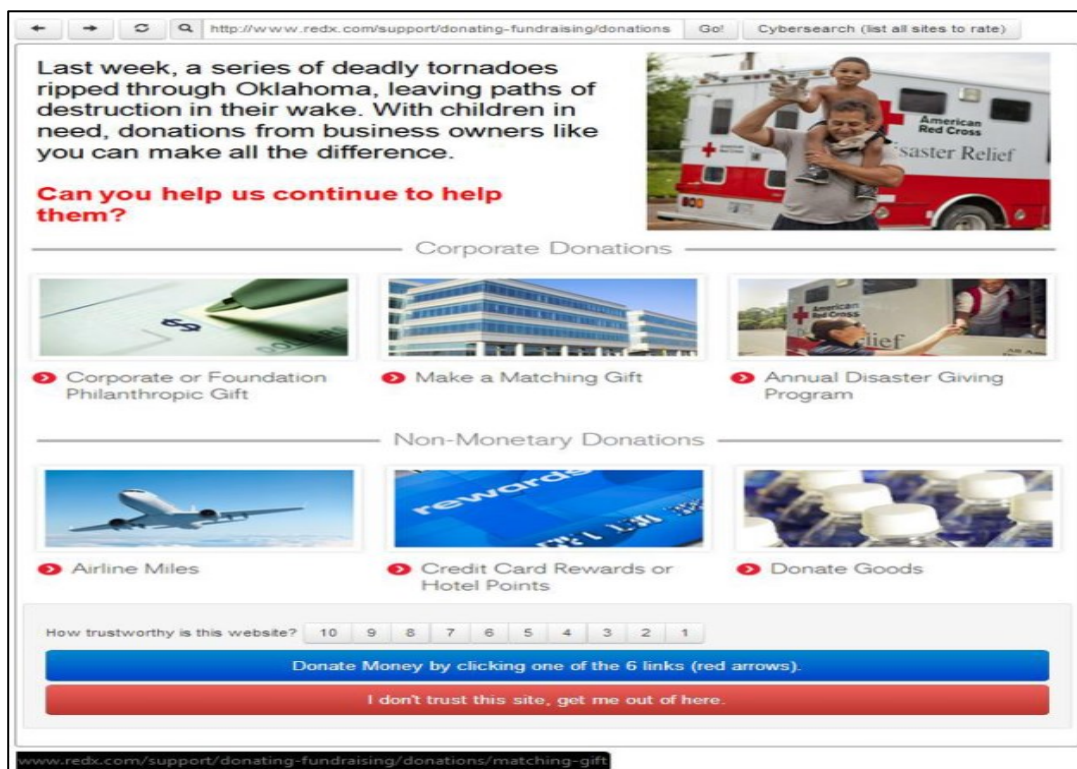 http://www.redx.com/support/donating-fundraising/donations Go! Cybersearch (list all sites to rate)
Last week, a series of deadly tornadoes
ripped through Oklahoma, leaving paths of
destruction in their wake. With children in
need, donations from business owners like
you can make all the difference.
Can you help us continue to help
them?
American
Red Cross
isaster Relief
Corporate Donations
$
American
Red Cross
lief
Corporate or Foundation
Philanthropic Gift
Make a Matching Gift
Annual Disaster Giving
Program
Non-Monetary Donations
rewards
Airline Miles
Credit Card Rewards or
Hotel Points
Donate Goods
How trustworthy is this website? 10 9 8 7 6 5 4 3 2 1
Donate Money by clicking one of the 6 links (red arrows).
I don't trust this site, get me out of here.
www.redx.com/support/donating-fundraising/donations/matching-gift